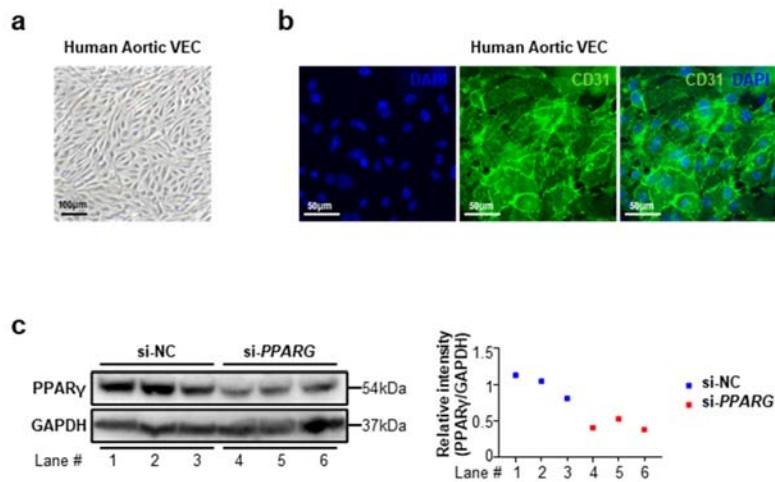 a
Human Aortic VEC
100µm
b
Human Aortic VEC
DAPI
CD31
CD31 DAPI
50µm
50µm
50µm
c
si-NC
si-PPARG
PPARγ
54kDa
GAPDH
37kDa
Lane #
1 2 3 4 5 6
Relative intensity
(PPARγ/GAPDH)
1.5
1
0.5
0
Lane # 1 2 3 4 5 6
si-NC
si-PPARG